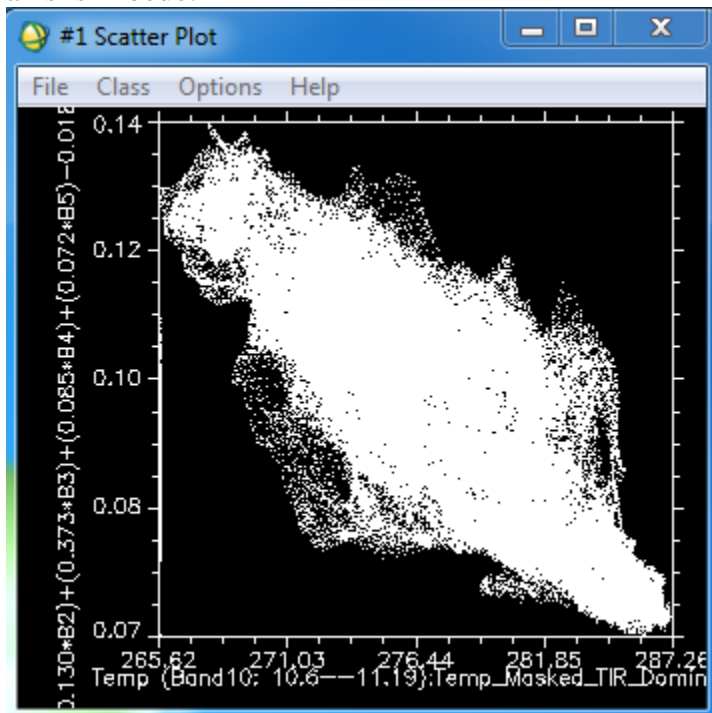 #1 Scatter Plot
File Class Options Help
0.130*B2)+(0.373*B3)+(0.085*B4)+(0.072*B5)-0.018
0.14
0.12
0.10
0.08
0.07
265.62 271.03 276.44 281.85 287.26
Temp (Band10: 10.6--11.19):Temp_Masked_TIR_Domin